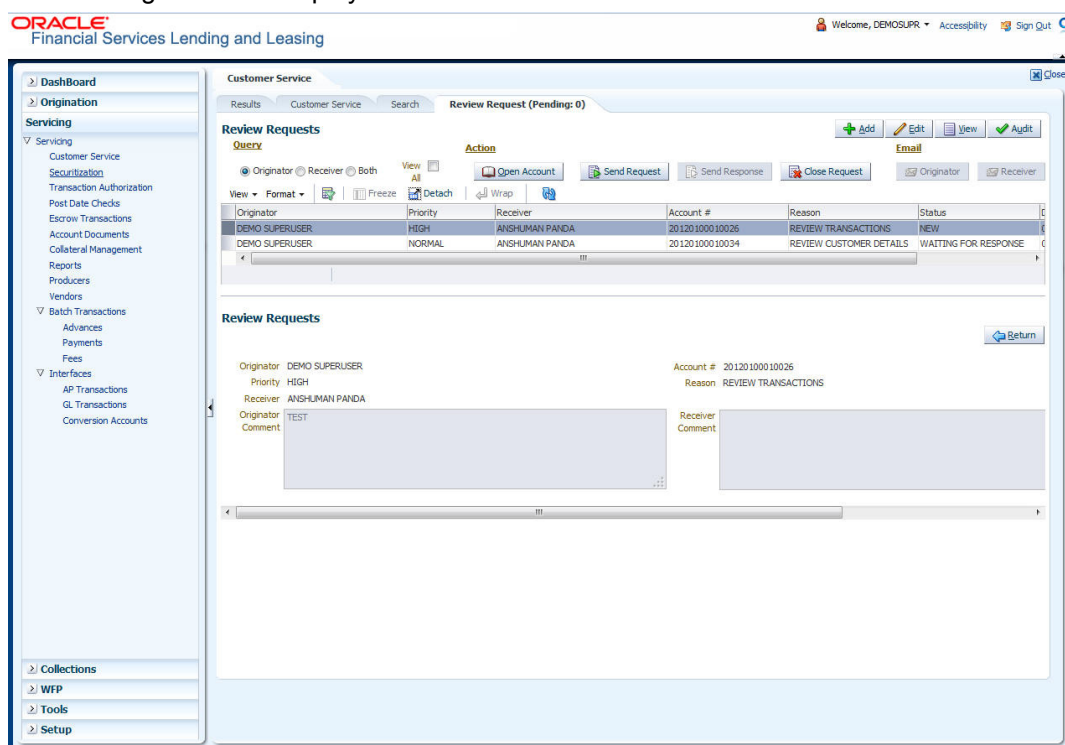 ORACLE
Financial Services Lending and Leasing
Welcome, DEMOSUPR Accessibility Sign Out
DashBoard
Origination
Servicing
Servicing
Customer Service
Securitization
Transaction Authorization
Post Date Checks
Escrow Transactions
Account Documents
Collateral Management
Reports
Producers
Vendors
Batch Transactions
Advances
Payments
Fees
Interfaces
AP Transactions
GL Transactions
Conversion Accounts
Collections
WFP
Tools
Setup
Customer Service
Close
Results Customer Service Search Review Request (Pending: 0)
Review Requests
Add Edit View Audit
Query Action Email
Originator Receiver Both View All Open Account Send Request Send Response Close Request Originator Receiver
View Format Freeze Detach Wrap
Originator Priority Receiver Account # Reason Status
DEMO SUPERUSER HIGH ANSHUMAN PANDA 20120100010026 REVIEW TRANSACTIONS NEW
DEMO SUPERUSER NORMAL ANSHUMAN PANDA 20120100010034 REVIEW CUSTOMER DETAILS WAITING FOR RESPONSE
Review Requests
Return
Originator DEMO SUPERUSER Account # 20120100010026
Priority HIGH Reason REVIEW TRANSACTIONS
Receiver ANSHUMAN PANDA
Originator Comment TEST Receiver Comment